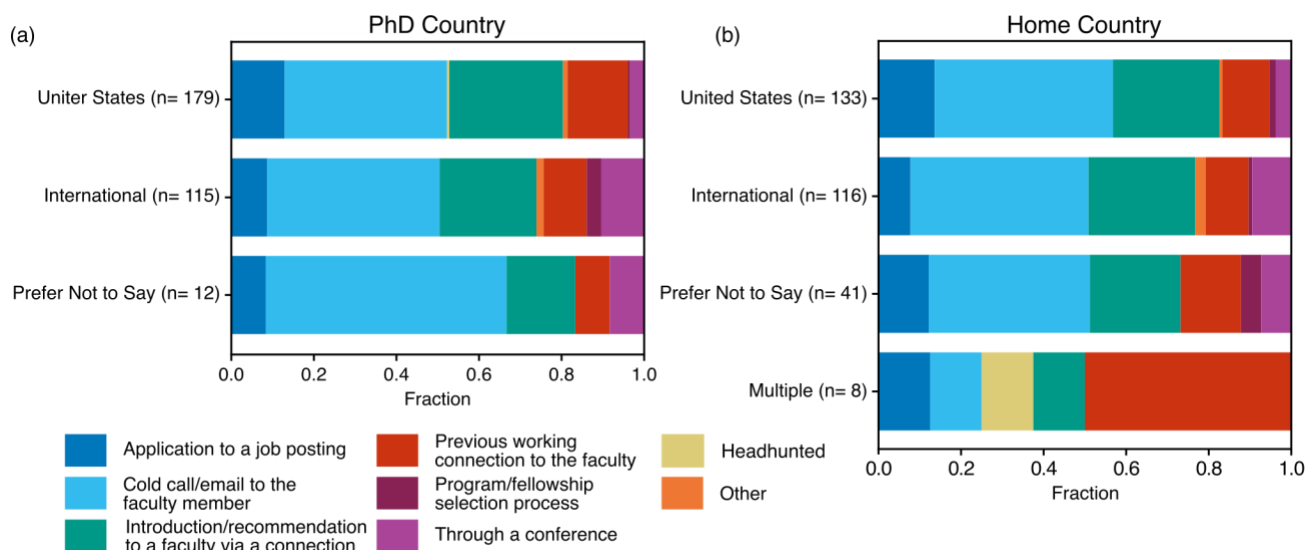 (a)
PhD Country
Uniter States (n= 179)
International (n= 115)
Prefer Not to Say (n= 12)
0.0 0.2 0.4 0.6 0.8 1.0
Fraction
(b)
Home Country
United States (n= 133)
International (n= 116)
Prefer Not to Say (n= 41)
Multiple (n= 8)
0.0 0.2 0.4 0.6 0.8 1.0
Fraction
Application to a job posting
Cold call/email to the
faculty member
Introduction/recommendation
to a faculty via a connection
Previous working
connection to the faculty
Program/fellowship
selection process
Through a conference
Headhunted
Other